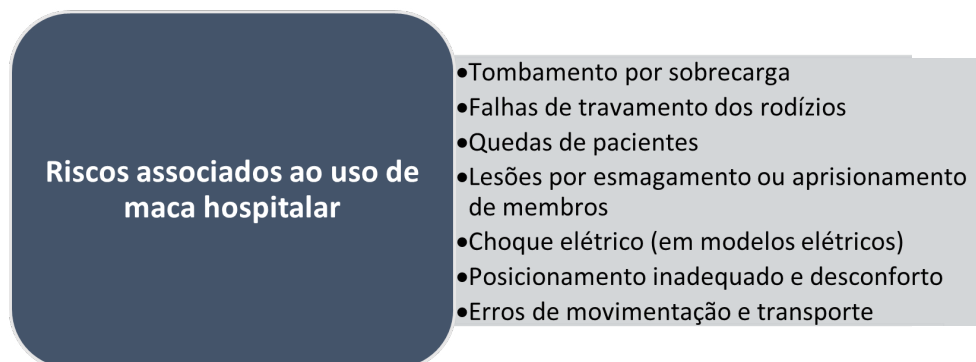 Riscos associados ao uso de
maca hospitalar
•Tombamento por sobrecarga
•Falhas de travamento dos rodízios
•Quedas de pacientes
•Lesões por esmagamento ou aprisionamento
de membros
•Choque elétrico (em modelos elétricos)
•Posicionamento inadequado e desconforto
•Erros de movimentação e transporte